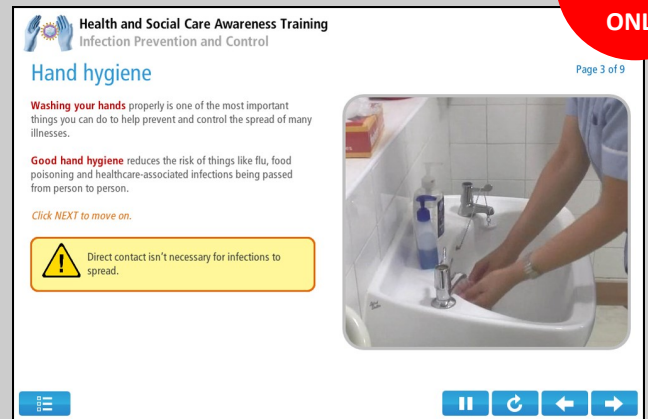 Health and Social Care Awareness Training
Infection Prevention and Control
Hand hygiene
Page 3 of 9
Washing your hands properly is one of the most important
things you can do to help prevent and control the spread of many
illnesses.
Good hand hygiene reduces the risk of things like flu, food
poisoning and healthcare-associated infections being passed
from person to person.
Click NEXT to move on.
Direct contact isn't necessary for infections to
spread.